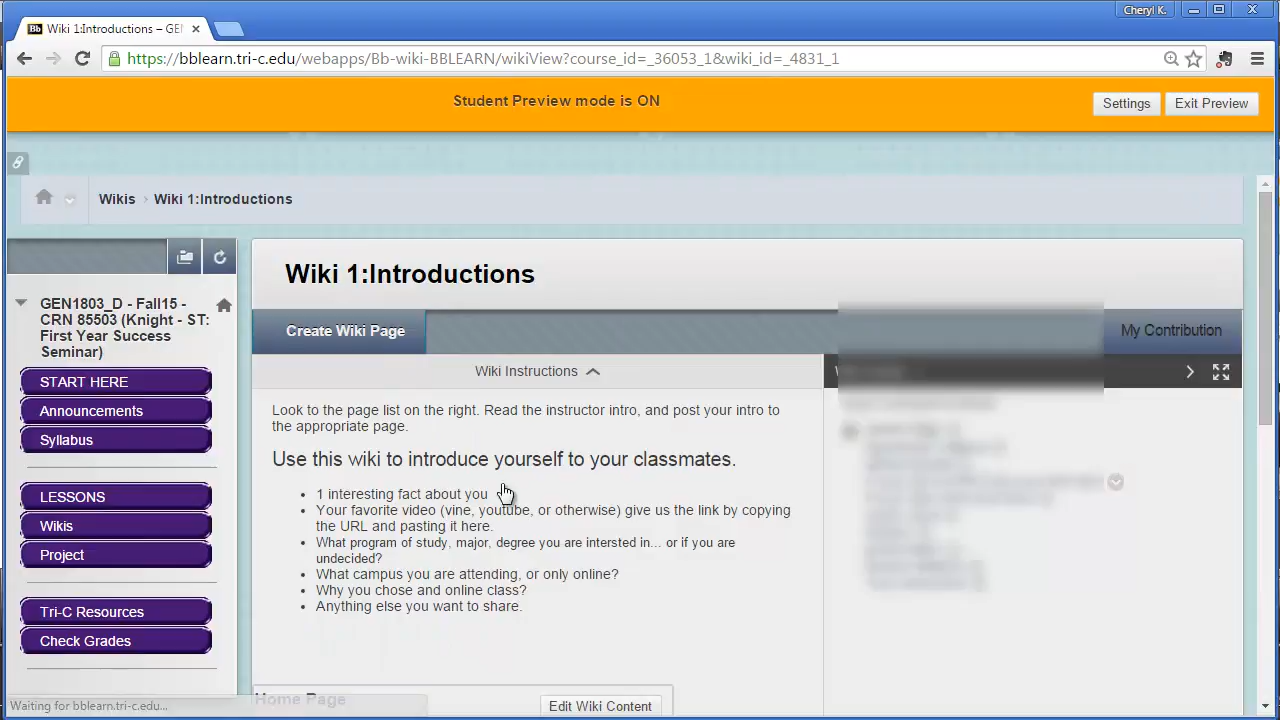 Cheryl K.
Wiki 1:Introductions – GEN
https://bblearn.tri-c.edu/webapps/Bb-wiki-BBLEARN/wikiView?course_id=_36053_1&wiki_id=_4831_1
Student Preview mode is ON
Settings
Exit Preview
Wikis
Wiki 1:Introductions
Wiki 1:Introductions
GEN1803_D - Fall15 -
CRN 85503 (Knight - ST:
First Year Success
Seminar)
START HERE
Announcements
Syllabus
LESSONS
Wikis
Project
Tri-C Resources
Check Grades
Create Wiki Page
My Contribution
Wiki Instructions
Look to the page list on the right. Read the instructor intro, and post your intro to
the appropriate page.
Use this wiki to introduce yourself to your classmates.
• 1 interesting fact about you
• Your favorite video (vine, youtube, or otherwise) give us the link by copying
the URL and pasting it here.
• What program of study, major, degree you are intersted in... or if you are
undecided?
• What campus you are attending, or only online?
• Why you chose and online class?
• Anything else you want to share.
Home Page
Edit Wiki Content
Waiting for bblearn.tri-c.edu...